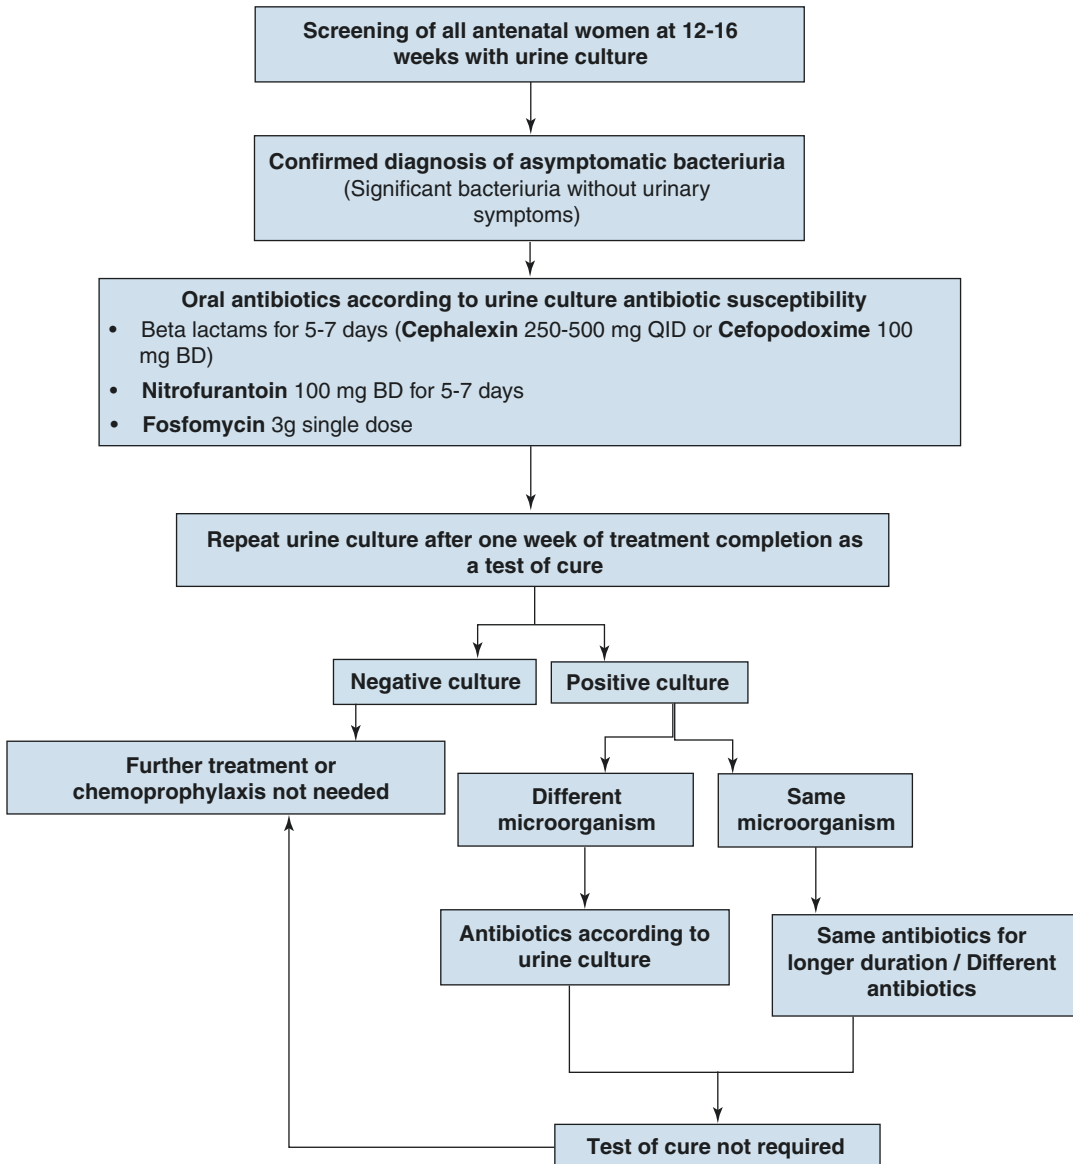 Screening of all antenatal women at 12-16
weeks with urine culture
Confirmed diagnosis of asymptomatic bacteriuria
(Significant bacteriuria without urinary
symptoms)
Oral antibiotics according to urine culture antibiotic susceptibility
• Beta lactams for 5-7 days (Cephalexin 250-500 mg QID or Cefopodoxime 100
mg BD)
• Nitrofurantoin 100 mg BD for 5-7 days
• Fosfomycin 3g single dose
Repeat urine culture after one week of treatment completion as
a test of cure
Negative culture
Positive culture
Further treatment or
chemoprophylaxis not needed
Different
microorganism
Same
microorganism
Antibiotics according to
urine culture
Same antibiotics for
longer duration / Different
antibiotics
Test of cure not required